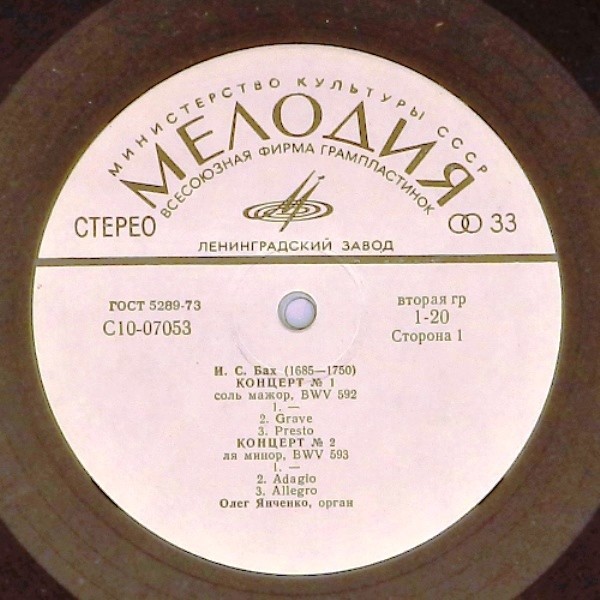 МИНИСТЕРСТВО КУЛЬТУРЫ СССР
МЕЛОДИЯ
ВСЕСОЮЗНАЯ ФИРМА ГРАМПЛАСТИНОК
СТЕРЕО
33
ЛЕНИНГРАДСКИЙ ЗАВОД
ГОСТ 5289-73
С10-07053
вторая гр
1-20
Сторона 1
И. С. Бах (1685—1750)
КОНЦЕРТ № 1
соль мажор, BWV 592
1. —
2. Grave
3. Presto
КОНЦЕРТ № 2
ля минор, BWV 593
1. —
2. Adagio
3. Allegro
Олег Янченко, орган